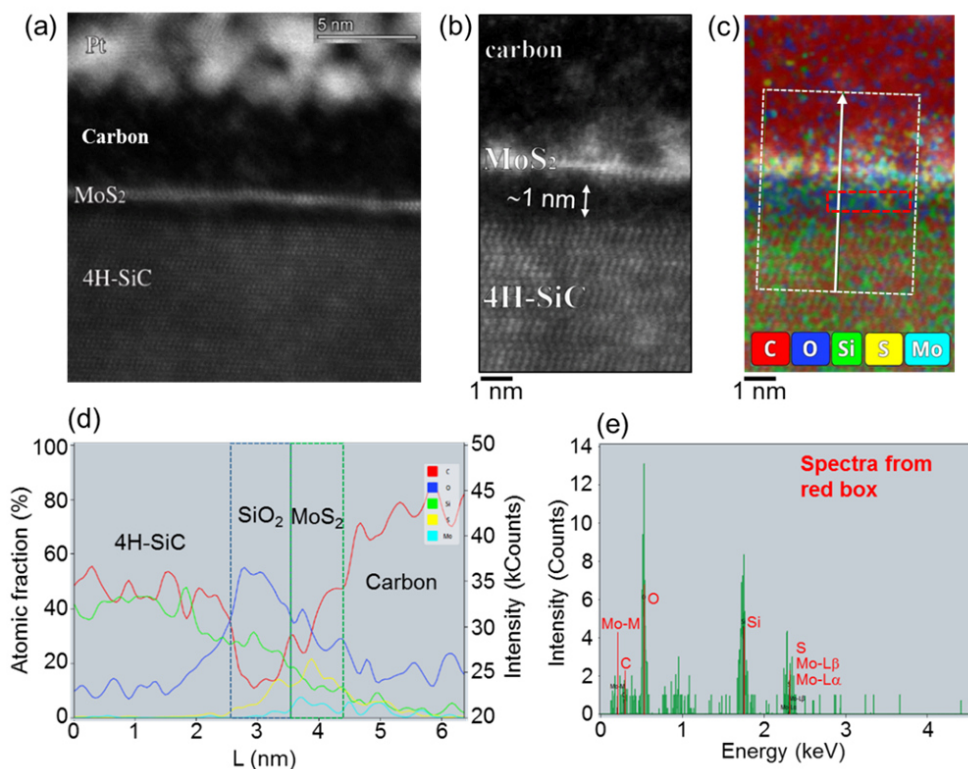 (a)
Pt
5 nm
Carbon
MoS₂
4H-SiC
(b)
carbon
MoS₂
~1 nm
4H-SiC
1 nm
(c)
C O Si S Mo
1 nm
(d)
100
80
60
40
20
0
Atomic fraction (%)
0 1 2 3 4 5 6
L (nm)
50
45
40
35
30
25
20
Intensity (kCounts)
4H-SiC
SiO₂
MoS₂
Carbon
C
O
Si
S
Mo
(e)
14
12
10
8
6
4
2
0
Intensity (Counts)
0 1 2 3 4
Energy (keV)
Spectra from
red box
Mo-M
C
O
Si
S
Mo-Lβ
Mo-Lα